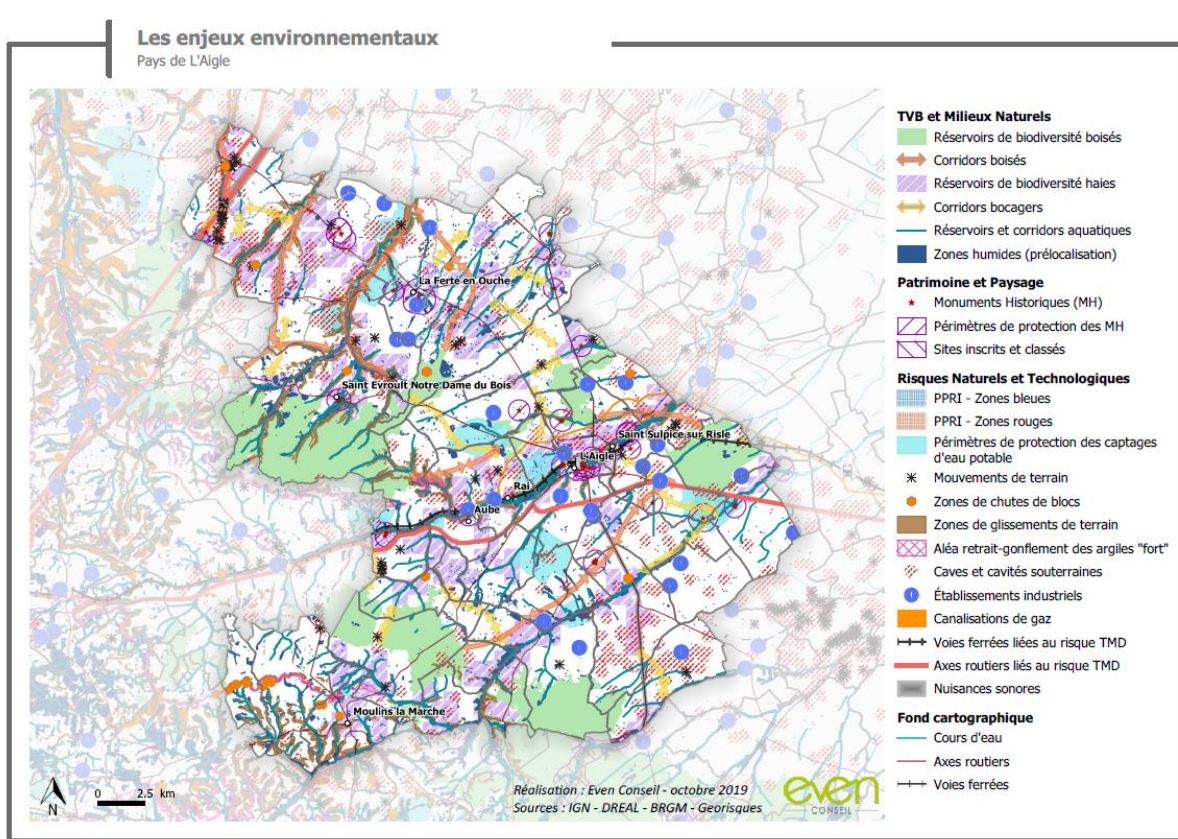 Les enjeux environnementaux
Pays de L'Aigle
La Ferté en Ouche
Saint Evroult Notre Dame du Bois
Saint Sulpice sur Risle
L'Aigle
Rai
Aube
Moulins la Marche
N
0 2.5 km
Réalisation : Even Conseil - octobre 2019
Sources : IGN - DREAL - BRGM - Georisques
even
CONSEIL
TVB et Milieux Naturels
Réservoirs de biodiversité boisés
Corridors boisés
Réservoirs de biodiversité haies
Corridors bocagers
Réservoirs et corridors aquatiques
Zones humides (prélocalisation)
Patrimoine et Paysage
Monuments Historiques (MH)
Périmètres de protection des MH
Sites inscrits et classés
Risques Naturels et Technologiques
PPRI - Zones bleues
PPRI - Zones rouges
Périmètres de protection des captages
d'eau potable
Mouvements de terrain
Zones de chutes de blocs
Zones de glissements de terrain
Aléa retrait-gonflement des argiles "fort"
Caves et cavités souterraines
Établissements industriels
Canalisations de gaz
Voies ferrées liées au risque TMD
Axes routiers liés au risque TMD
Nuisances sonores
Fond cartographique
Cours d'eau
Axes routiers
Voies ferrées